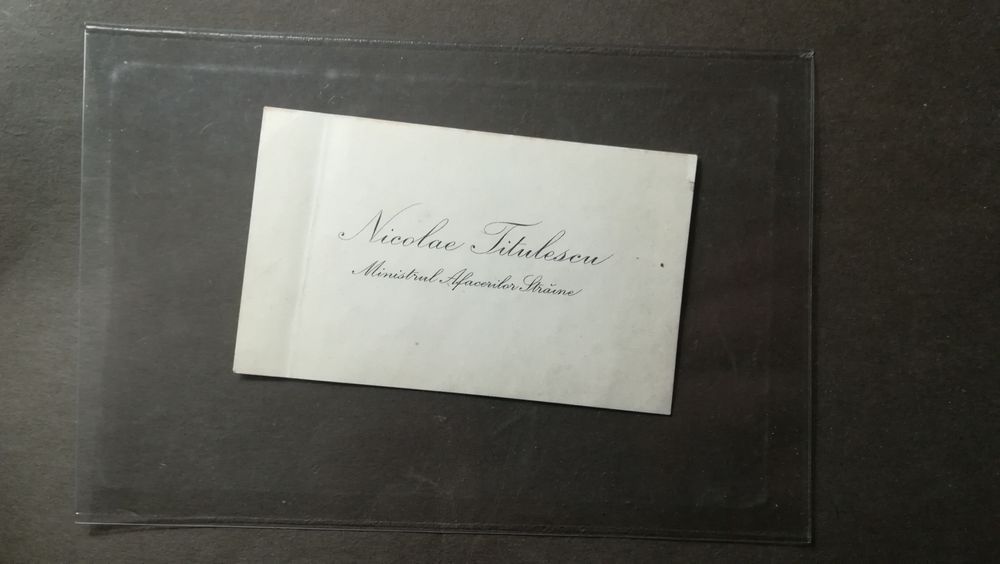 Nicolae Titulescu
Ministrul Afacerilor Străine